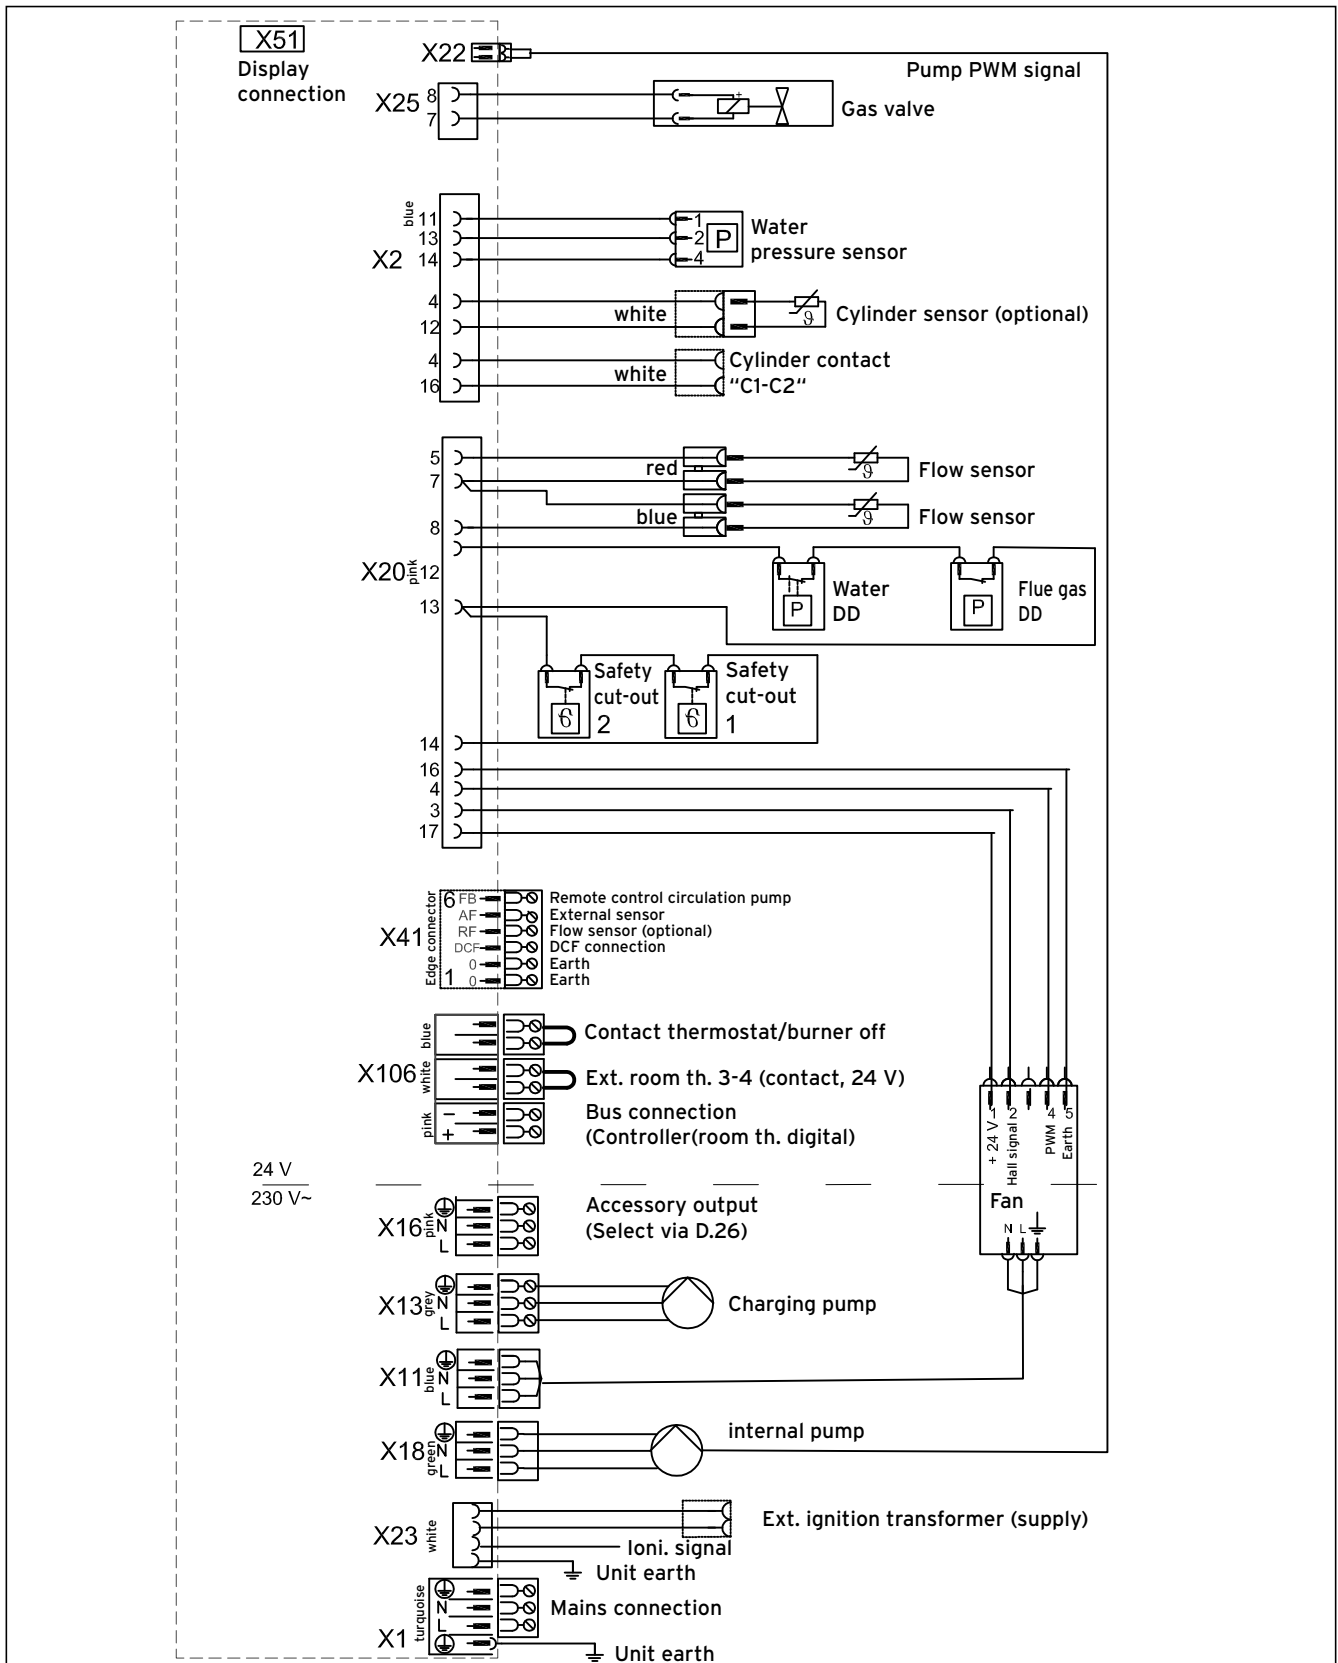 X51
Display
connection
X22
Pump PWM signal
X25
8
7
+
Gas valve
X2
blue
11
13
14
4
12
4
16
1
2
4
P
Water
pressure sensor
white
ϑ
Cylinder sensor (optional)
white
Cylinder contact
“C1-C2“
X20
pink
5
7
8
12
13
14
16
4
3
17
red
ϑ
Flow sensor
blue
ϑ
Flow sensor
P
Water
DD
P
Flue gas
DD
Safety
cut-out
2
ϑ
Safety
cut-out
1
ϑ
X41
Edge connector
6 FB
AF
RF
DCF
0
1 0
Remote control circulation pump
External sensor
Flow sensor (optional)
DCF connection
Earth
Earth
X106
blue
Contact thermostat/burner off
white
Ext. room th. 3-4 (contact, 24 V)
pink
−
+
Bus connection
(Controller(room th. digital)
1 2 4 5
+ 24 V
Hall signal
PWM
Earth
Fan
N L
24 V
230 V~
X16
pink
N
L
Accessory output
(Select via D.26)
X13
grey
N
L
Charging pump
X11
blue
N
L
X18
green
N
L
internal pump
X23
white
Ext. ignition transformer (supply)
Ioni. signal
Unit earth
X1
turquoise
N
L
Mains connection
Unit earth